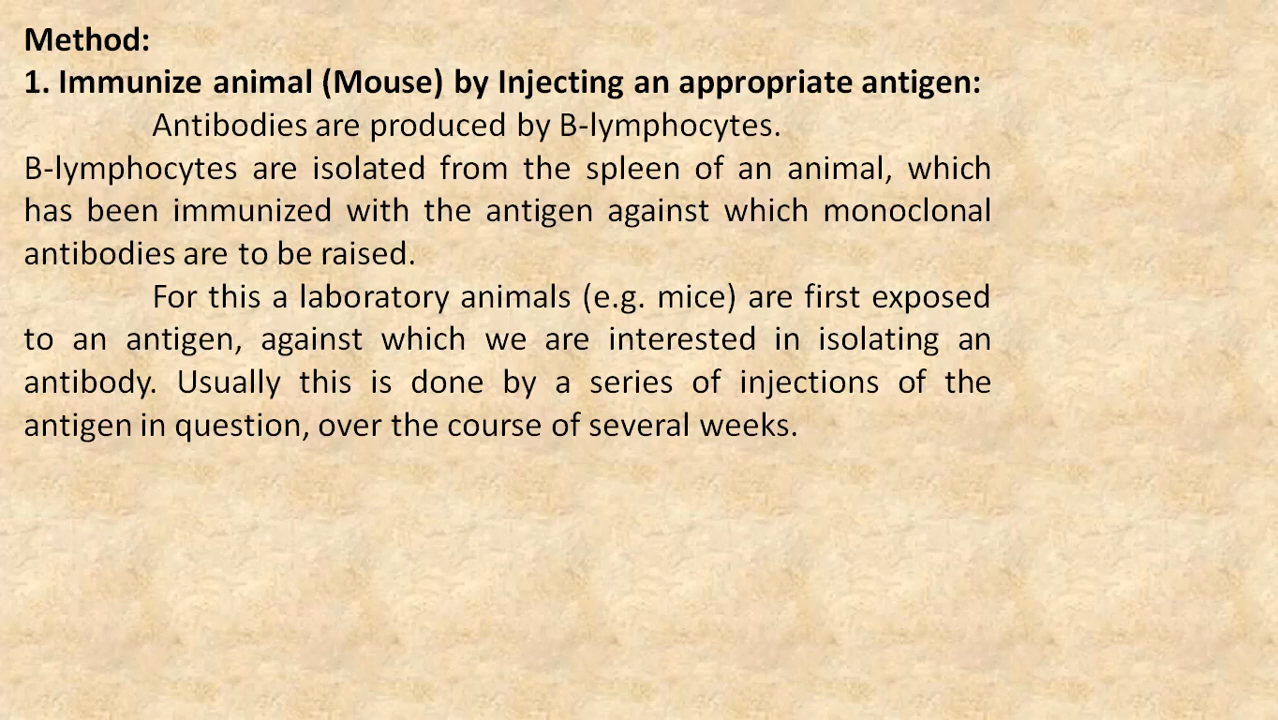 Method:
1. Immunize animal (Mouse) by Injecting an appropriate antigen:
Antibodies are produced by B-lymphocytes.
B-lymphocytes are isolated from the spleen of an animal, which
has been immunized with the antigen against which monoclonal
antibodies are to be raised.
For this a laboratory animals (e.g. mice) are first exposed
to an antigen, against which we are interested in isolating an
antibody. Usually this is done by a series of injections of the
antigen in question, over the course of several weeks.